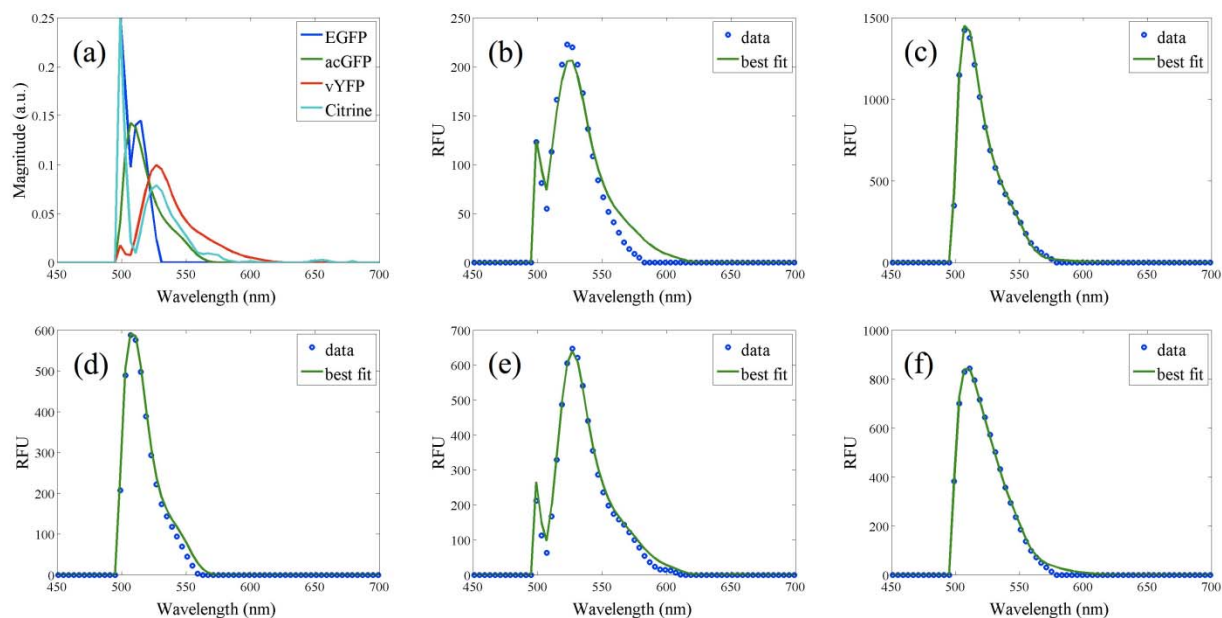 (a)
EGFP
acGFP
vYFP
Citrine
Magnitude (a.u.)
0.25
0.2
0.15
0.1
0.05
0
450 500 550 600 650 700
Wavelength (nm)
(b)
data
best fit
RFU
250
200
150
100
50
0
450 500 550 600 650 700
Wavelength (nm)
(c)
data
best fit
RFU
1500
1000
500
0
450 500 550 600 650 700
Wavelength (nm)
(d)
data
best fit
RFU
600
500
400
300
200
100
0
450 500 550 600 650 700
Wavelength (nm)
(e)
data
best fit
RFU
700
600
500
400
300
200
100
0
450 500 550 600 650 700
Wavelength (nm)
(f)
data
best fit
RFU
1000
800
600
400
200
0
450 500 550 600 650 700
Wavelength (nm)